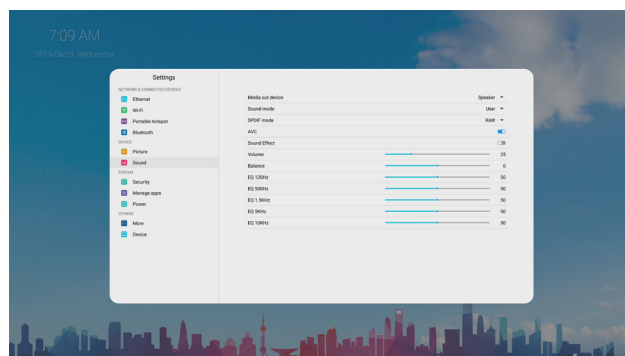 7:09 AM
2019/08/28, Wednesday
Settings
NETWORK & CONNECTED DEVICES
Ethernet
Wi-Fi
Portable hotspot
Bluetooth
DEVICE
Picture
Sound
SYSTEM
Security
Manage apps
Power
OTHERS
More
Device
Media out device Speaker
Sound mode User
SPDIF mode RAW
AVC
Sound Effect
Volume 25
Balance 0
EQ 120Hz 50
EQ 500Hz 50
EQ 1.5KHz 50
EQ 5KHz 50
EQ 10KHz 50